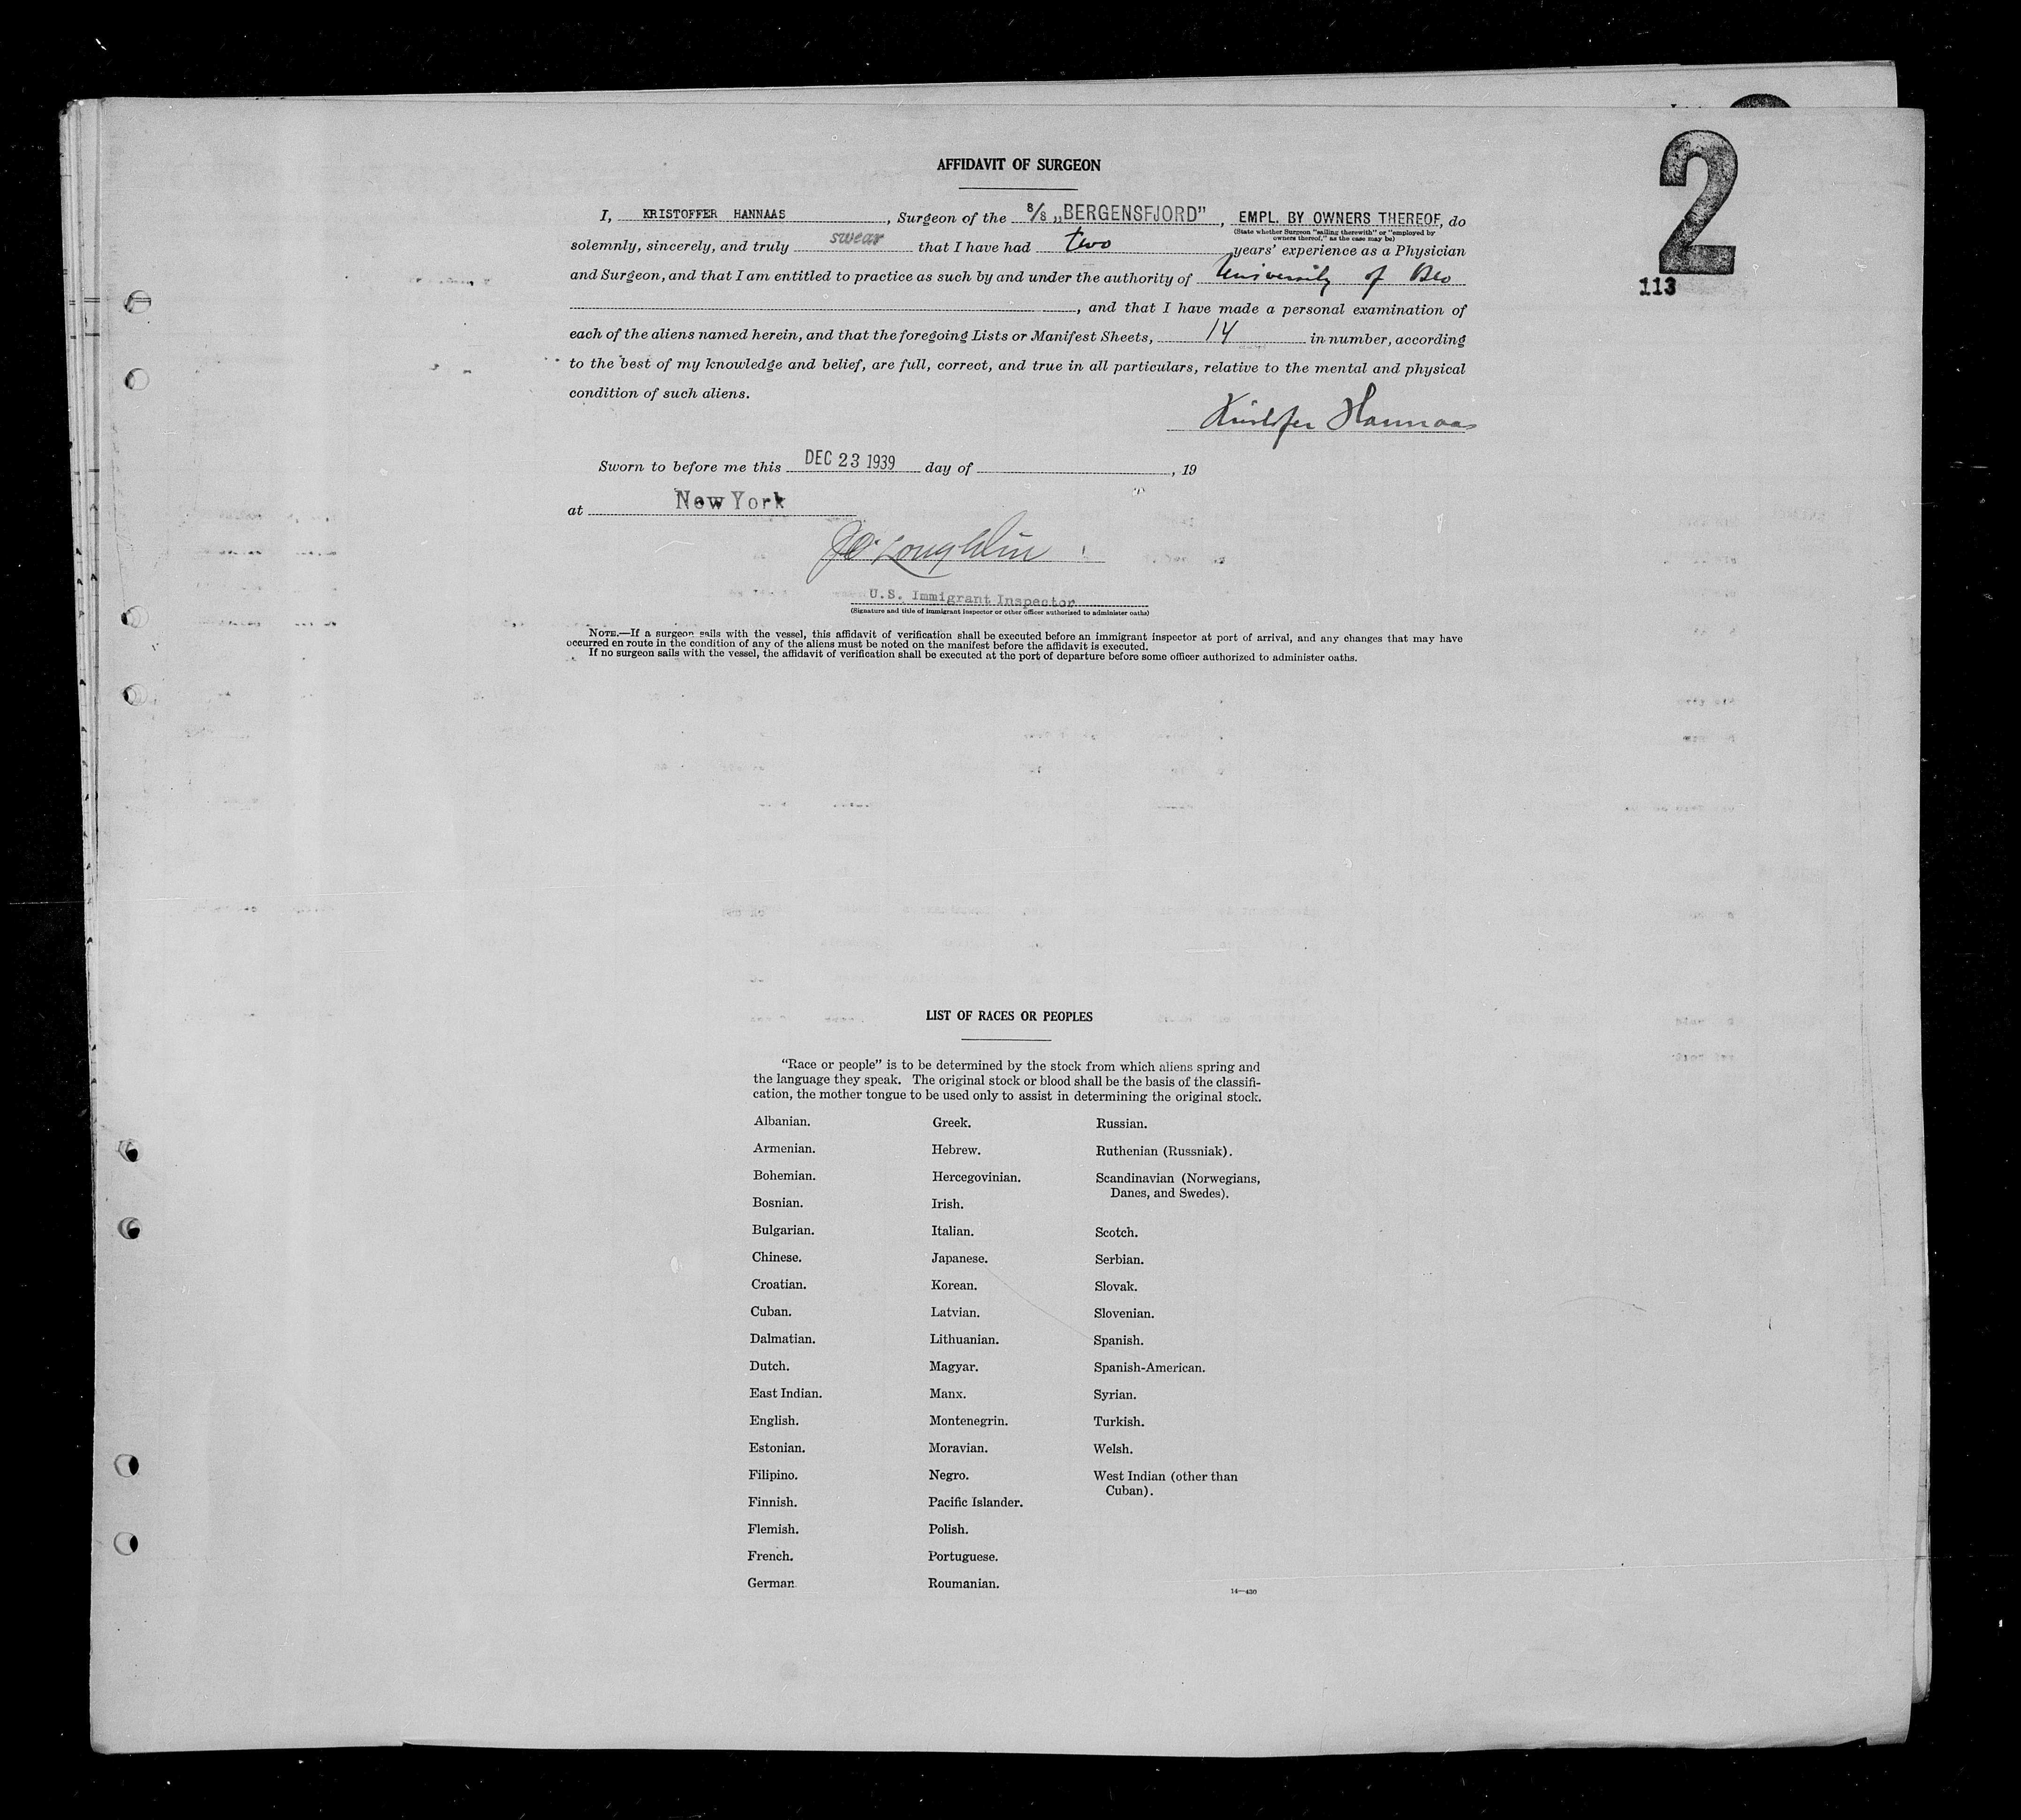 2
113
AFFIDAVIT OF SURGEON
I, KRISTOFFER HANNAAS, Surgeon of the S/S „BERGENSFJORD", EMPL. BY OWNERS THEREOF, do
(State whether Surgeon "sailing therewith" or "employed by
owners thereof," as the case may be)
solemnly, sincerely, and truly swear that I have had two years' experience as a Physician
and Surgeon, and that I am entitled to practice as such by and under the authority of University of
, and that I have made a personal examination of
each of the aliens named herein, and that the foregoing Lists or Manifest Sheets, 14 in number, according
to the best of my knowledge and belief, are full, correct, and true in all particulars, relative to the mental and physical
condition of such aliens.
Kristofer Hannaas
Sworn to before me this DEC 23 1939 day of , 19
at New York
O'Loughlin
U.S. Immigrant Inspector
(Signature and title of immigrant inspector or other officer authorized to administer oaths)
NOTE.—If a surgeon sails with the vessel, this affidavit of verification shall be executed before an immigrant inspector at port of arrival, and any changes that may have
occurred en route in the condition of any of the aliens must be noted on the manifest before the affidavit is executed.
If no surgeon sails with the vessel, the affidavit of verification shall be executed at the port of departure before some officer authorized to administer oaths.
LIST OF RACES OR PEOPLES
"Race or people" is to be determined by the stock from which aliens spring and
the language they speak. The original stock or blood shall be the basis of the classifi-
cation, the mother tongue to be used only to assist in determining the original stock.
Albanian.
Armenian.
Bohemian.
Bosnian.
Bulgarian.
Chinese.
Croatian.
Cuban.
Dalmatian.
Dutch.
East Indian.
English.
Estonian.
Filipino.
Finnish.
Flemish.
French.
German
Greek.
Hebrew.
Hercegovinian.
Irish.
Italian.
Japanese.
Korean.
Latvian.
Lithuanian.
Magyar.
Manx.
Montenegrin.
Moravian.
Negro.
Pacific Islander.
Polish.
Portuguese.
Roumanian.
Russian.
Ruthenian (Russniak).
Scandinavian (Norwegians,
Danes, and Swedes).
Scotch.
Serbian.
Slovak.
Slovenian.
Spanish.
Spanish-American.
Syrian.
Turkish.
Welsh.
West Indian (other than
Cuban).
14—430